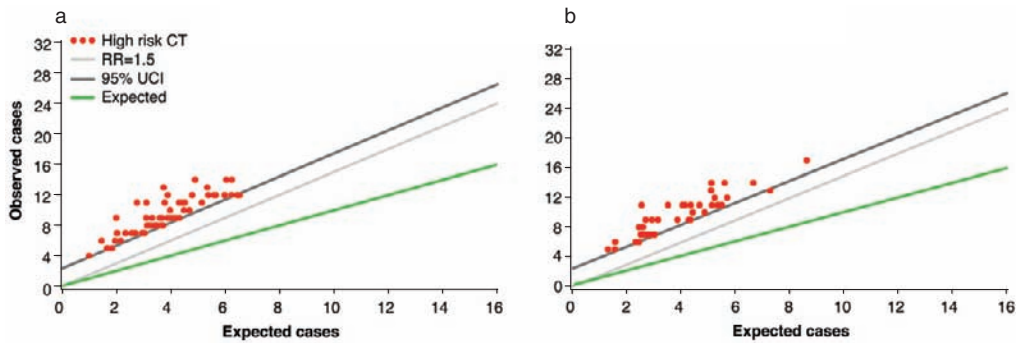 a
32
28
24
20
16
12
8
4
0
Observed cases
High risk CT
RR=1.5
95% UCI
Expected
0 2 4 6 8 10 12 14 16
Expected cases
b
32
28
24
20
16
12
8
4
0
0 2 4 6 8 10 12 14 16
Expected cases